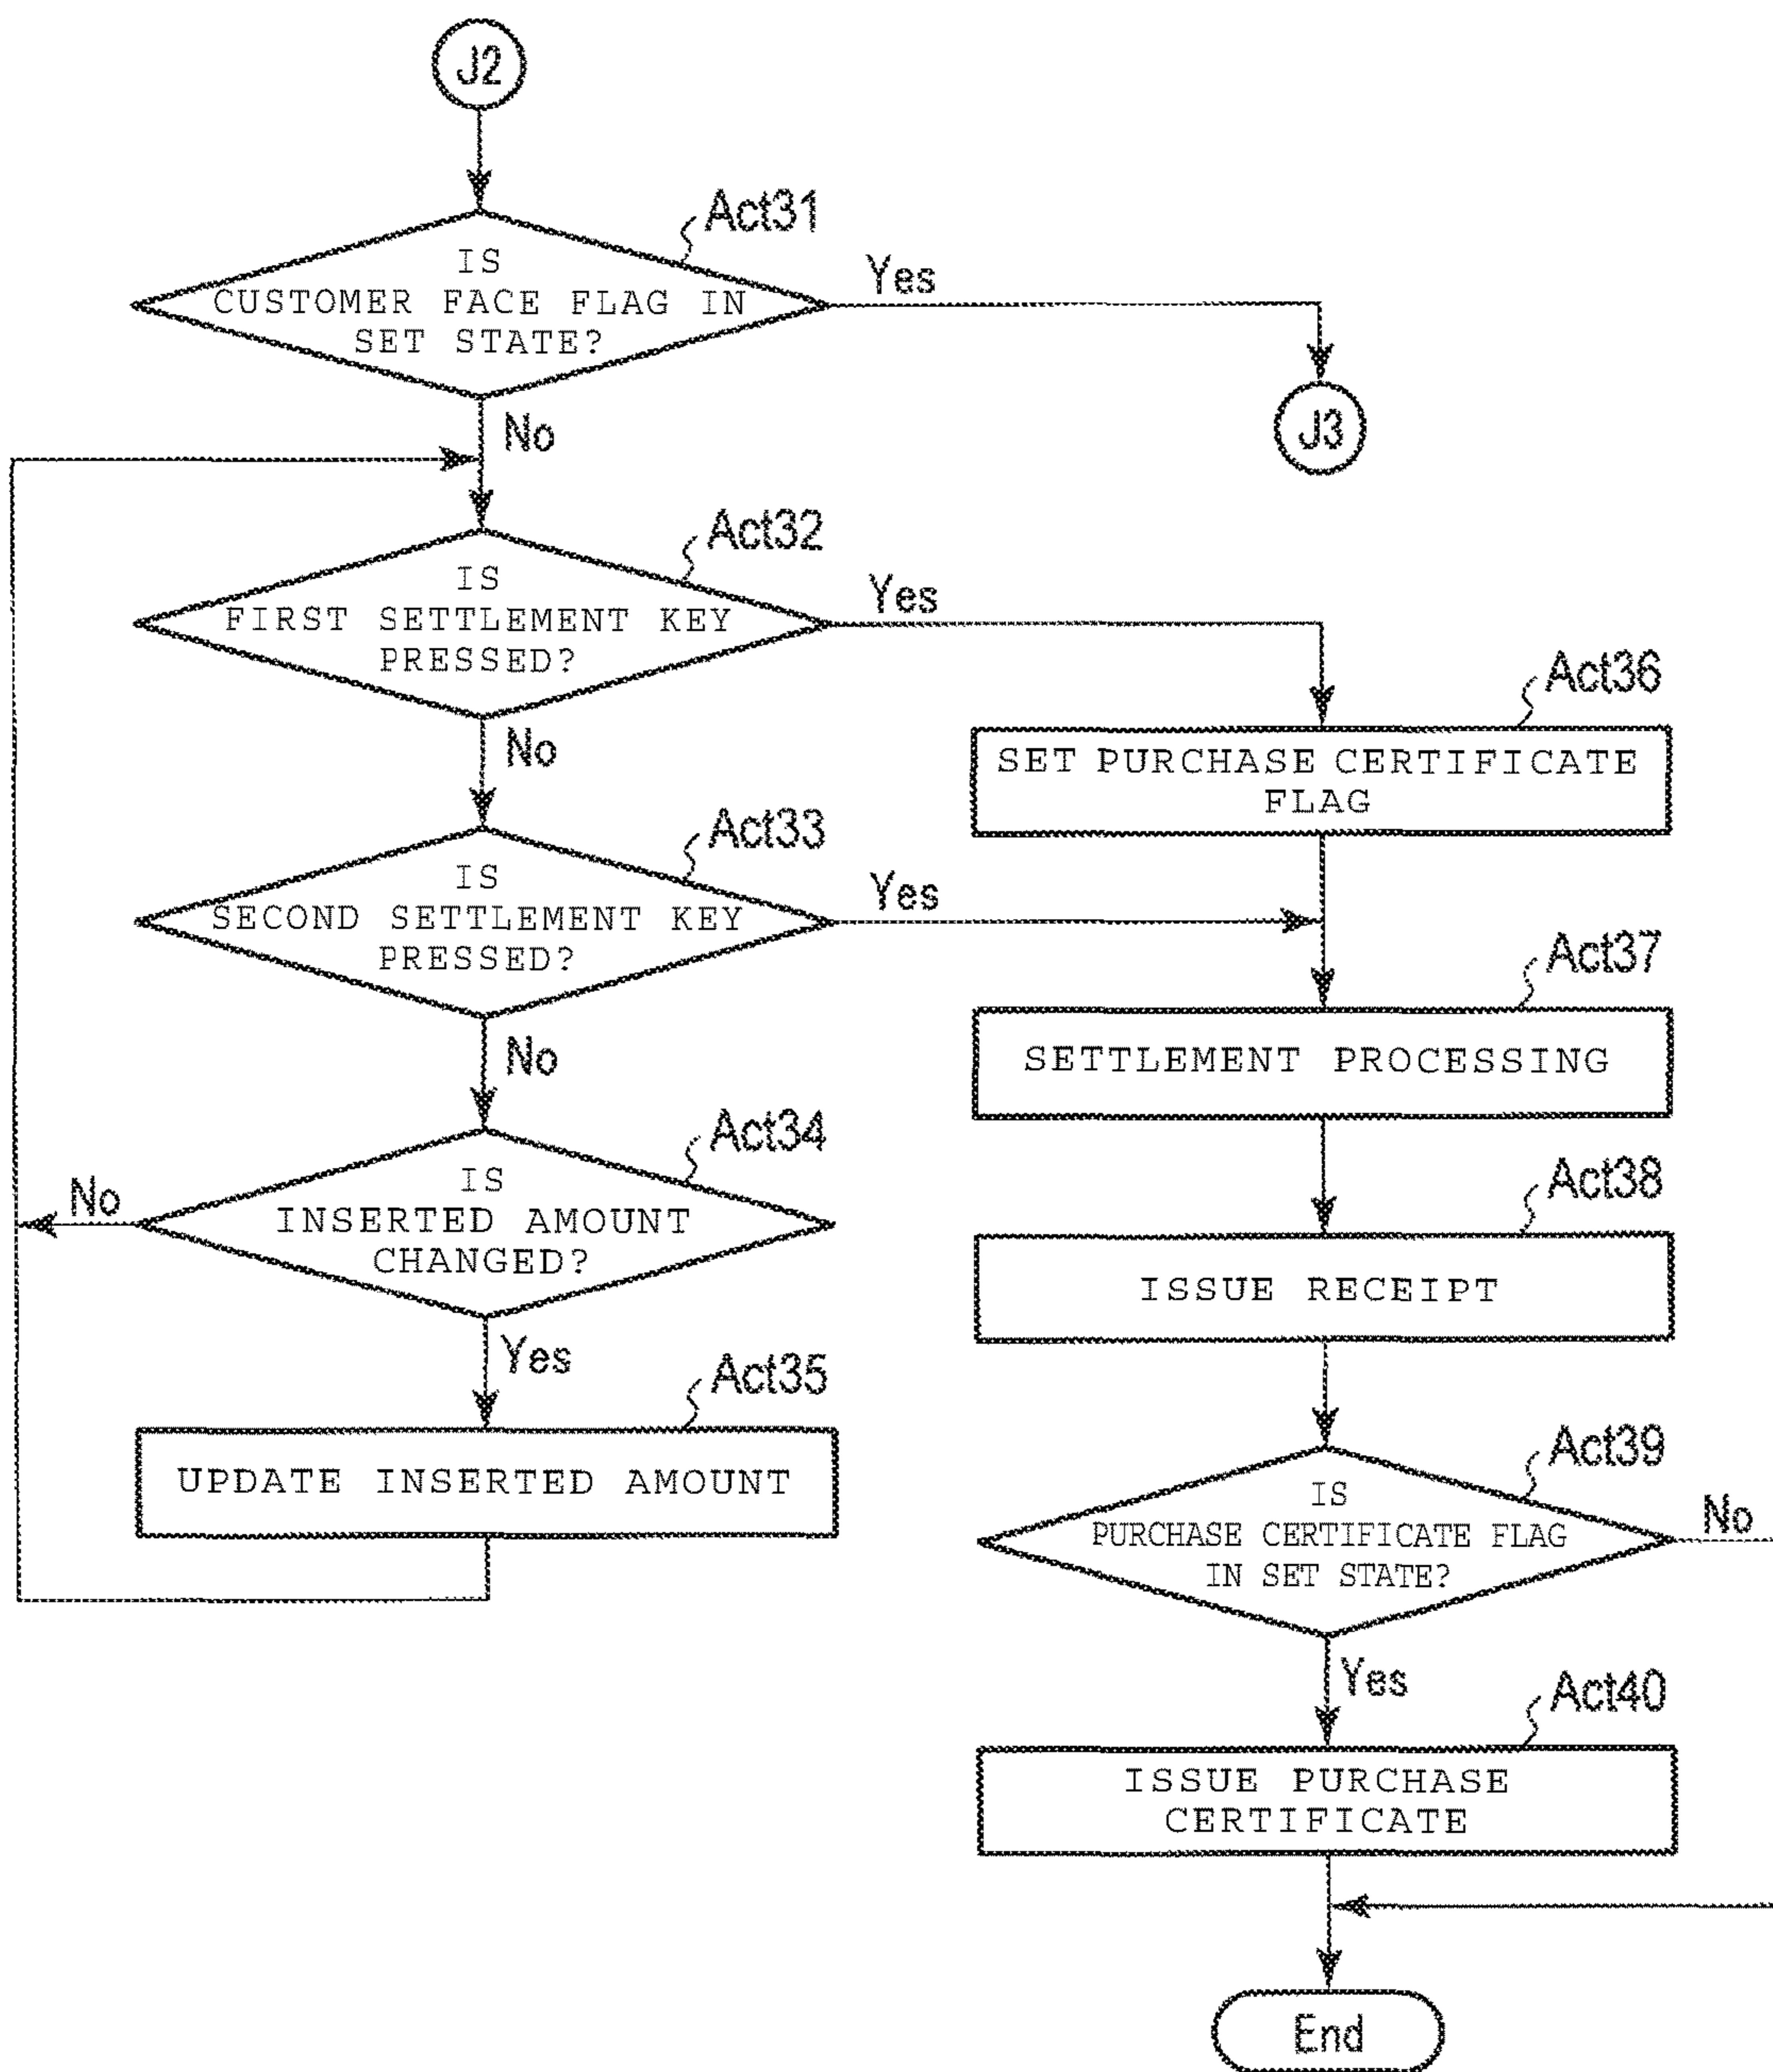 J2
Act31
IS
CUSTOMER FACE FLAG IN
SET STATE?
Yes
J3
No
Act32
IS
FIRST SETTLEMENT KEY
PRESSED?
Yes
No
Act36
SET PURCHASE CERTIFICATE
FLAG
Act33
IS
SECOND SETTLEMENT KEY
PRESSED?
Yes
No
Act37
SETTLEMENT PROCESSING
Act34
IS
INSERTED AMOUNT
CHANGED?
No
Yes
Act38
ISSUE RECEIPT
Act35
UPDATE INSERTED AMOUNT
Act39
IS
PURCHASE CERTIFICATE FLAG
IN SET STATE?
No
Yes
Act40
ISSUE PURCHASE
CERTIFICATE
End